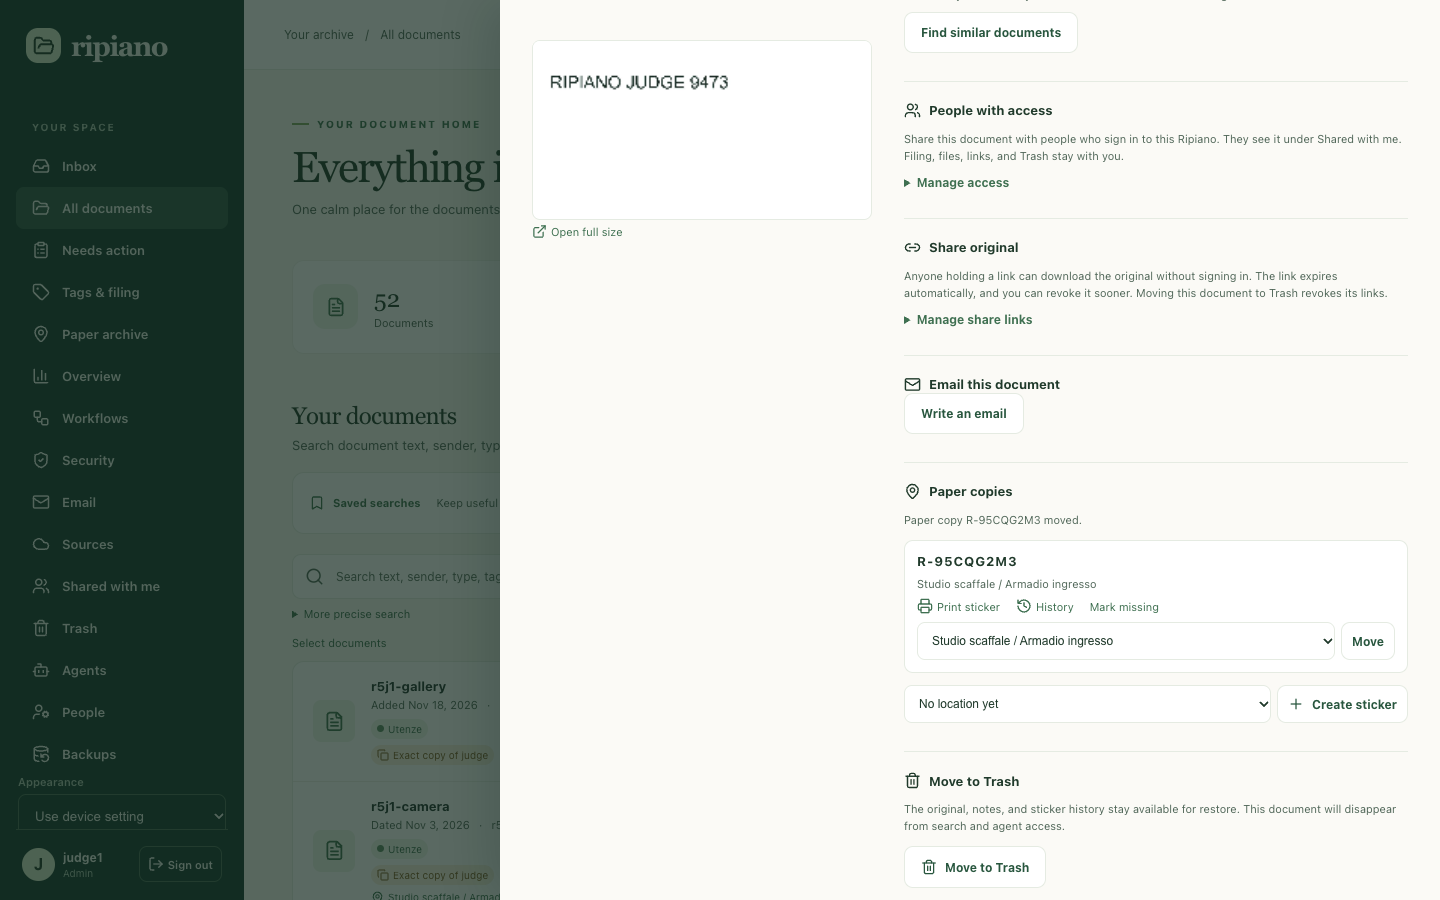 ripiano
YOUR SPACE
Inbox
All documents
Needs action
Tags & filing
Paper archive
Overview
Workflows
Security
Email
Sources
Shared with me
Trash
Agents
People
Backups
Appearance
Use device setting
J
judge1
Admin
Sign out
Your archive / All documents
YOUR DOCUMENT HOME
Everything
One calm place for the documents
52
Documents
Your documents
Search document text, sender, typ
Saved searches Keep useful
Search text, sender, type, tag
More precise search
Select documents
r5j1-gallery
Added Nov 18, 2026 ·
Utenze
Exact copy of judge
r5j1-camera
Dated Nov 3, 2026 · r5
Utenze
Exact copy of judge
Studio scaffale / Armad
RIPIANO JUDGE 9473
Open full size
Find similar documents
People with access
Share this document with people who sign in to this Ripiano. They see it under Shared with me.
Filing, files, links, and Trash stay with you.
Manage access
Share original
Anyone holding a link can download the original without signing in. The link expires
automatically, and you can revoke it sooner. Moving this document to Trash revokes its links.
Manage share links
Email this document
Write an email
Paper copies
Paper copy R-95CQG2M3 moved.
R-95CQG2M3
Studio scaffale / Armadio ingresso
Print sticker History Mark missing
Studio scaffale / Armadio ingresso Move
No location yet + Create sticker
Move to Trash
The original, notes, and sticker history stay available for restore. This document will disappear
from search and agent access.
Move to Trash